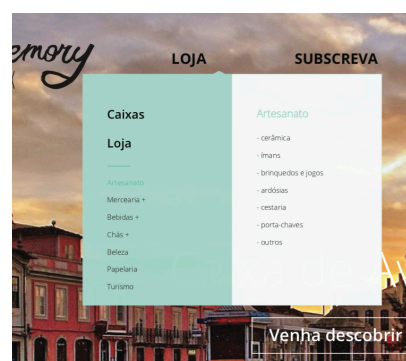 emory
LOJA
SUBSCREVA
Caixas
Loja
Artesanato
Mercearia +
Bebidas +
Chás +
Beleza
Papelaria
Turismo
Artesanato
- cerâmica
- ímans
- brinquedos e jogos
- ardósias
- cestaria
- porta-chaves
- outros
Venha descobrir